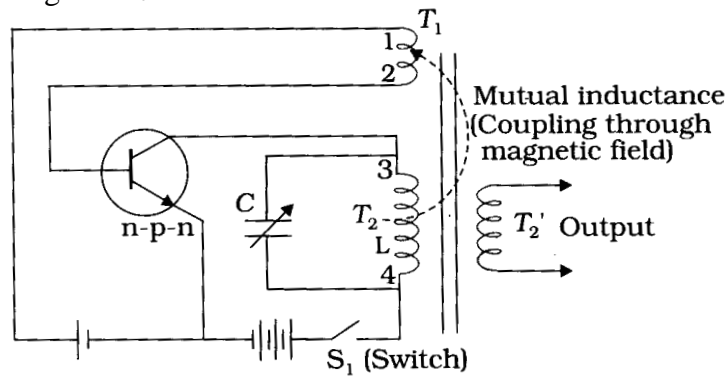 T₁
1
2
Mutual inductance
(Coupling through
magnetic field)
3
C
T₂
L
T₂' Output
n-p-n
4
S₁ (Switch)